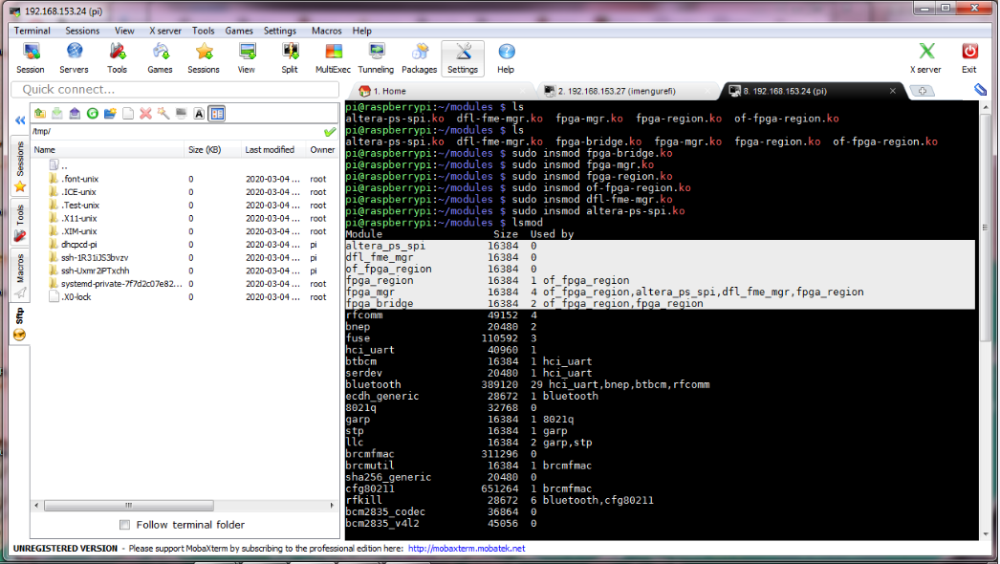 192.168.153.24 (pi)
Terminal Sessions View X server Tools Games Settings Macros Help
Session Servers Tools Games Sessions View Split MultiExec Tunneling Packages Settings Help X server Exit
Quick connect...
1. Home
2. 192.168.153.27 (imengurefi)
8. 192.168.153.24 (pi)
/tmp/
Name Size (KB) Last modified Owner
..
.font-unix 0 2020-03-04 ... root
.ICE-unix 0 2020-03-04 ... root
.Test-unix 0 2020-03-04 ... root
.X11-unix 0 2020-03-04 ... root
.XIM-unix 0 2020-03-04 ... root
dhcpcd-pi 0 2020-03-04 ... pi
ssh-1R31iJS3bvzv 0 2020-03-04 ... pi
ssh-Uxmr2iPTxchh 0 2020-03-04 ... pi
systemd-private-7f7d2c07e82... 0 2020-03-04 ... root
.X0-lock 0 2020-03-04 ... root
Sessions
Tools
Macros
Sftp
A
Follow terminal folder
pi@raspberrypi:~/modules $ ls
altera-ps-spi.ko dfl-fme-mgr.ko fpga-mgr.ko fpga-region.ko of-fpga-region.ko
pi@raspberrypi:~/modules $ ls
altera-ps-spi.ko dfl-fme-mgr.ko fpga-bridge.ko fpga-mgr.ko fpga-region.ko of-fpga-region.ko
pi@raspberrypi:~/modules $ sudo insmod fpga-bridge.ko
pi@raspberrypi:~/modules $ sudo insmod fpga-mgr.ko
pi@raspberrypi:~/modules $ sudo insmod fpga-region.ko
pi@raspberrypi:~/modules $ sudo insmod of-fpga-region.ko
pi@raspberrypi:~/modules $ sudo insmod dfl-fme-mgr.ko
pi@raspberrypi:~/modules $ sudo insmod altera-ps-spi.ko
pi@raspberrypi:~/modules $ lsmod
Module Size Used by
altera_ps_spi 16384 0
dfl_fme_mgr 16384 0
of_fpga_region 16384 0
fpga_region 16384 1 of_fpga_region
fpga_mgr 16384 4 of_fpga_region,altera_ps_spi,dfl_fme_mgr,fpga_region
fpga_bridge 16384 2 of_fpga_region,fpga_region
rfcomm 49152 4
bnep 20480 2
fuse 110592 3
hci_uart 40960 1
btbcm 16384 1 hci_uart
serdev 20480 1 hci_uart
bluetooth 389120 29 hci_uart,bnep,btbcm,rfcomm
ecdh_generic 28672 1 bluetooth
8021q 32768 0
garp 16384 1 8021q
stp 16384 1 garp
llc 16384 2 garp,stp
brcmfmac 311296 0
brcmutil 16384 1 brcmfmac
sha256_generic 20480 0
cfg80211 651264 1 brcmfmac
rfkill 28672 6 bluetooth,cfg80211
bcm2835_codec 36864 0
bcm2835_v4l2 45056 0
UNREGISTERED VERSION - Please support MobaXterm by subscribing to the professional edition here: http://mobaxterm.mobatek.net